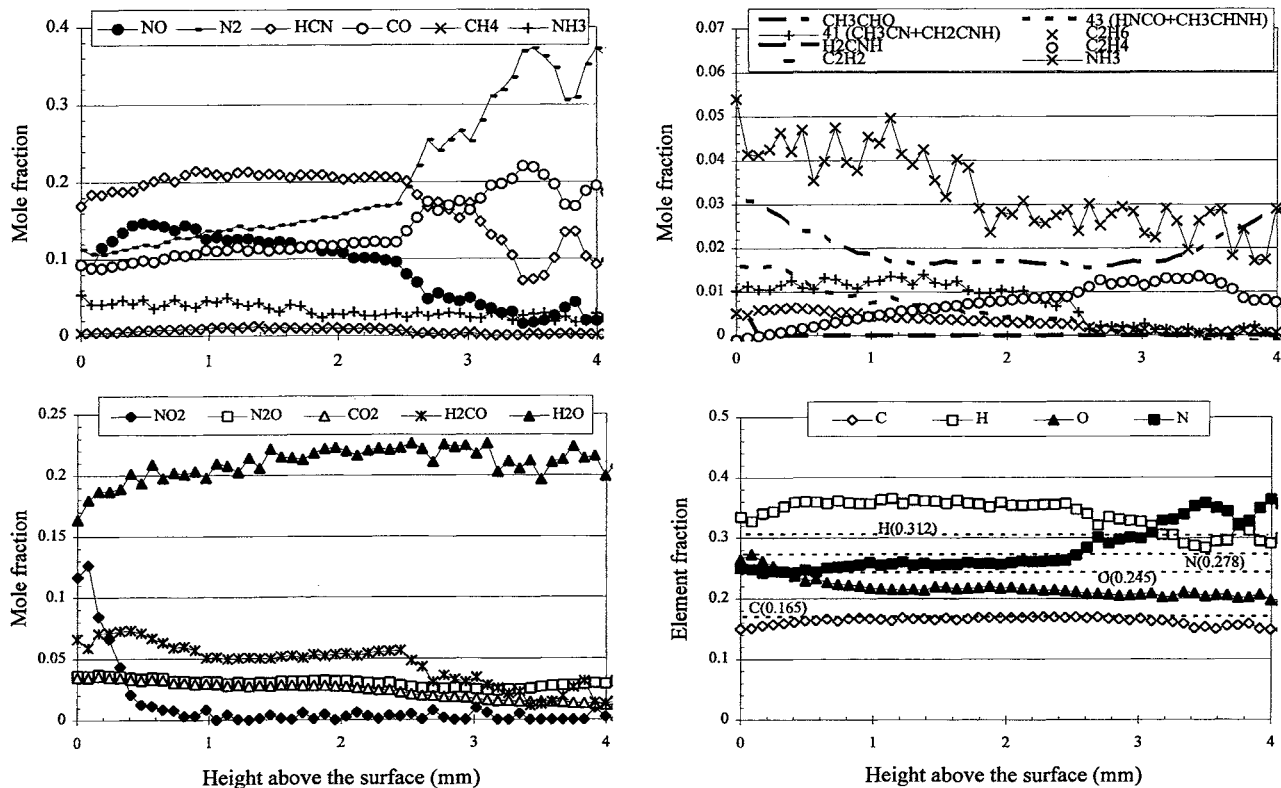 NO N2 HCN CO CH4 NH3
0.4
0.3
0.2
0.1
0
Mole fraction
0 1 2 3 4
CH3CHO 43 (HNCO+CH3CHNH)
41 (CH3CN+CH2CNH) C2H6
H2CNH C2H4
C2H2 NH3
0.07
0.06
0.05
0.04
0.03
0.02
0.01
0
Mole fraction
0 1 2 3 4
NO2 N2O CO2 H2CO H2O
0.25
0.2
0.15
0.1
0.05
0
Mole fraction
0 1 2 3 4
Height above the surface (mm)
C H O N
0.5
0.4
0.3
0.2
0.1
0
Element fraction
H(0.312)
N(0.278)
O(0.245)
C(0.165)
0 1 2 3 4
Height above the surface (mm)